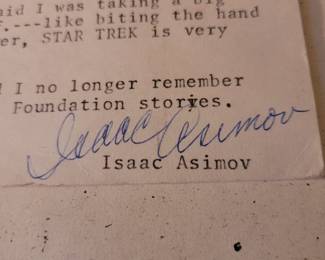 said I was taking a big
f.---like biting the hand
er, STAR TREK is very
I no longer remember
Foundation stories.
Isaac Asimov
Isaac Asimov